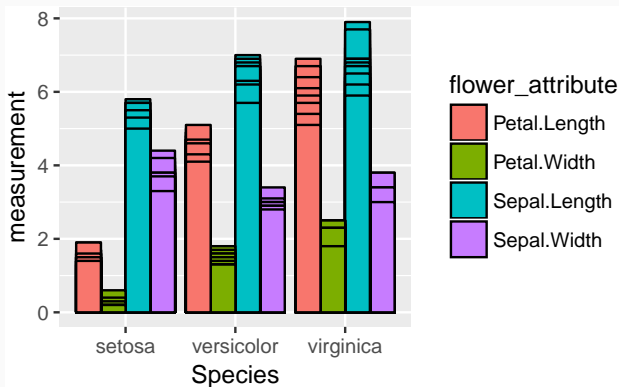 measurement
8
6
4
2
0
setosa
versicolor
virginica
Species
flower_attribute
Petal.Length
Petal.Width
Sepal.Length
Sepal.Width